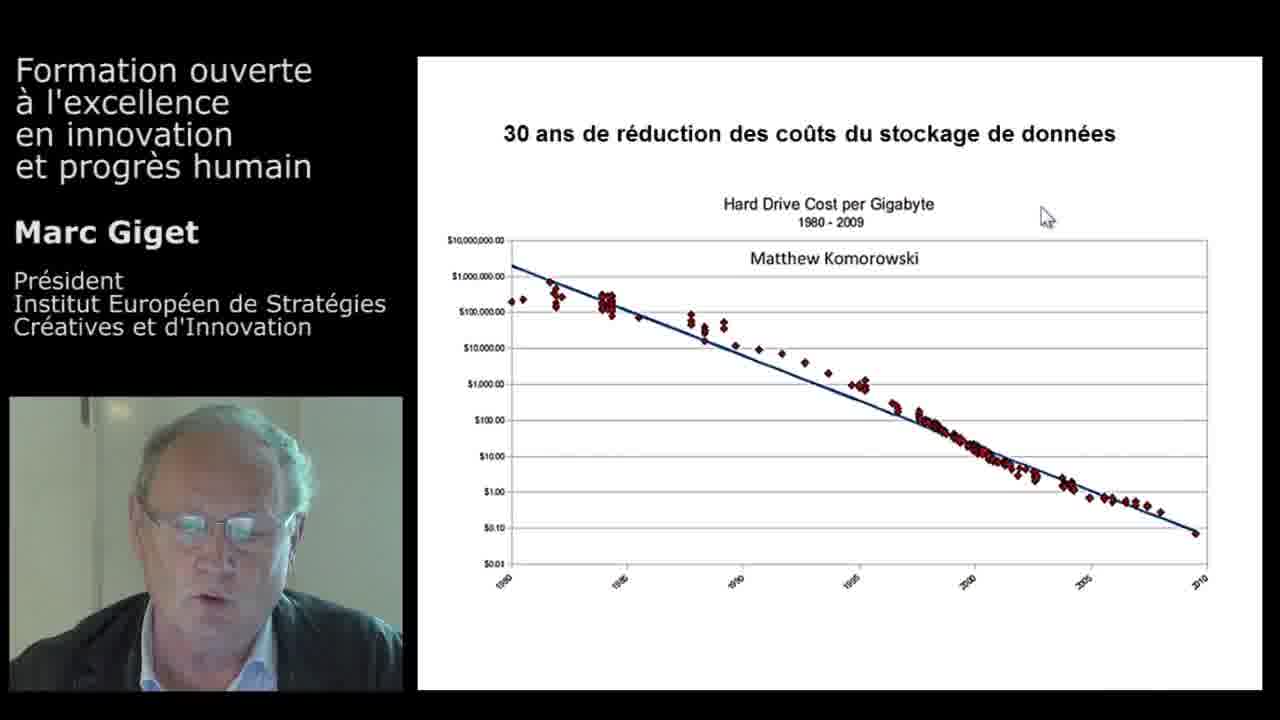 Formation ouverte
à l'excellence
en innovation
et progrès humain
Marc Giget
Président
Institut Européen de Stratégies
Créatives et d'Innovation
30 ans de réduction des coûts du stockage de données
Hard Drive Cost per Gigabyte
1980 - 2009
Matthew Komorowski
$10,000,000.00
$1,000,000.00
$100,000.00
$10,000.00
$1,000.00
$100.00
$10.00
$1.00
$0.10
$0.01
1980
1985
1990
1995
2000
2005
2010